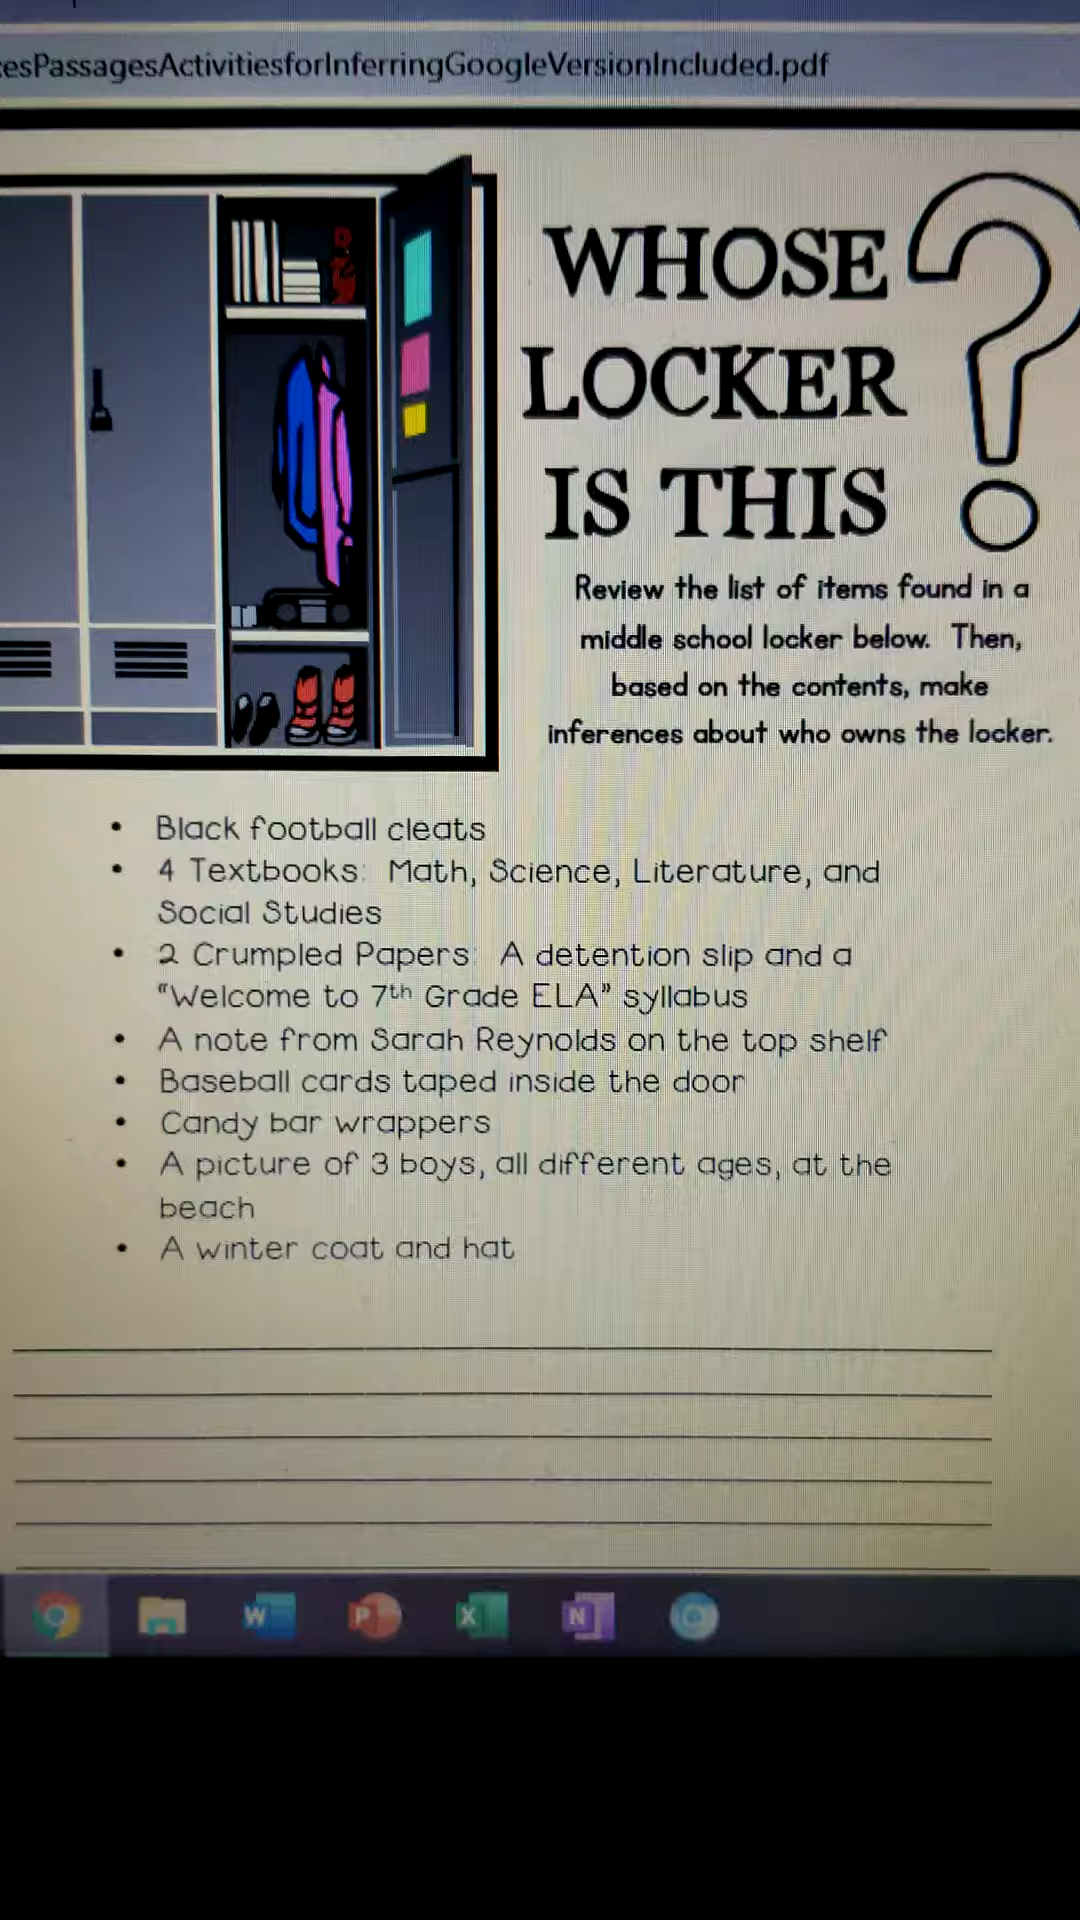 esPassagesActivitiesforInferringGoogleVersionIncluded.pdf
WHOSE
LOCKER
IS THIS
?
Review the list of items found in a
middle school locker below. Then,
based on the contents, make
inferences about who owns the locker.
• Black football cleats
• 4 Textbooks: Math, Science, Literature, and
Social Studies
• 2 Crumpled Papers: A detention slip and a
“Welcome to 7th Grade ELA” syllabus
• A note from Sarah Reynolds on the top shelf
• Baseball cards taped inside the door
• Candy bar wrappers
• A picture of 3 boys, all different ages, at the
beach
• A winter coat and hat
W
P
X
N